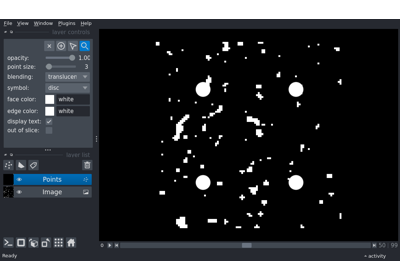 File View Window Plugins Help
layer controls
opacity: 1.00
point size: 3
blending: translucen
symbol: disc
face color: white
edge color: white
display text:
out of slice:
layer list
Points
Image
0 50 99
Ready activity